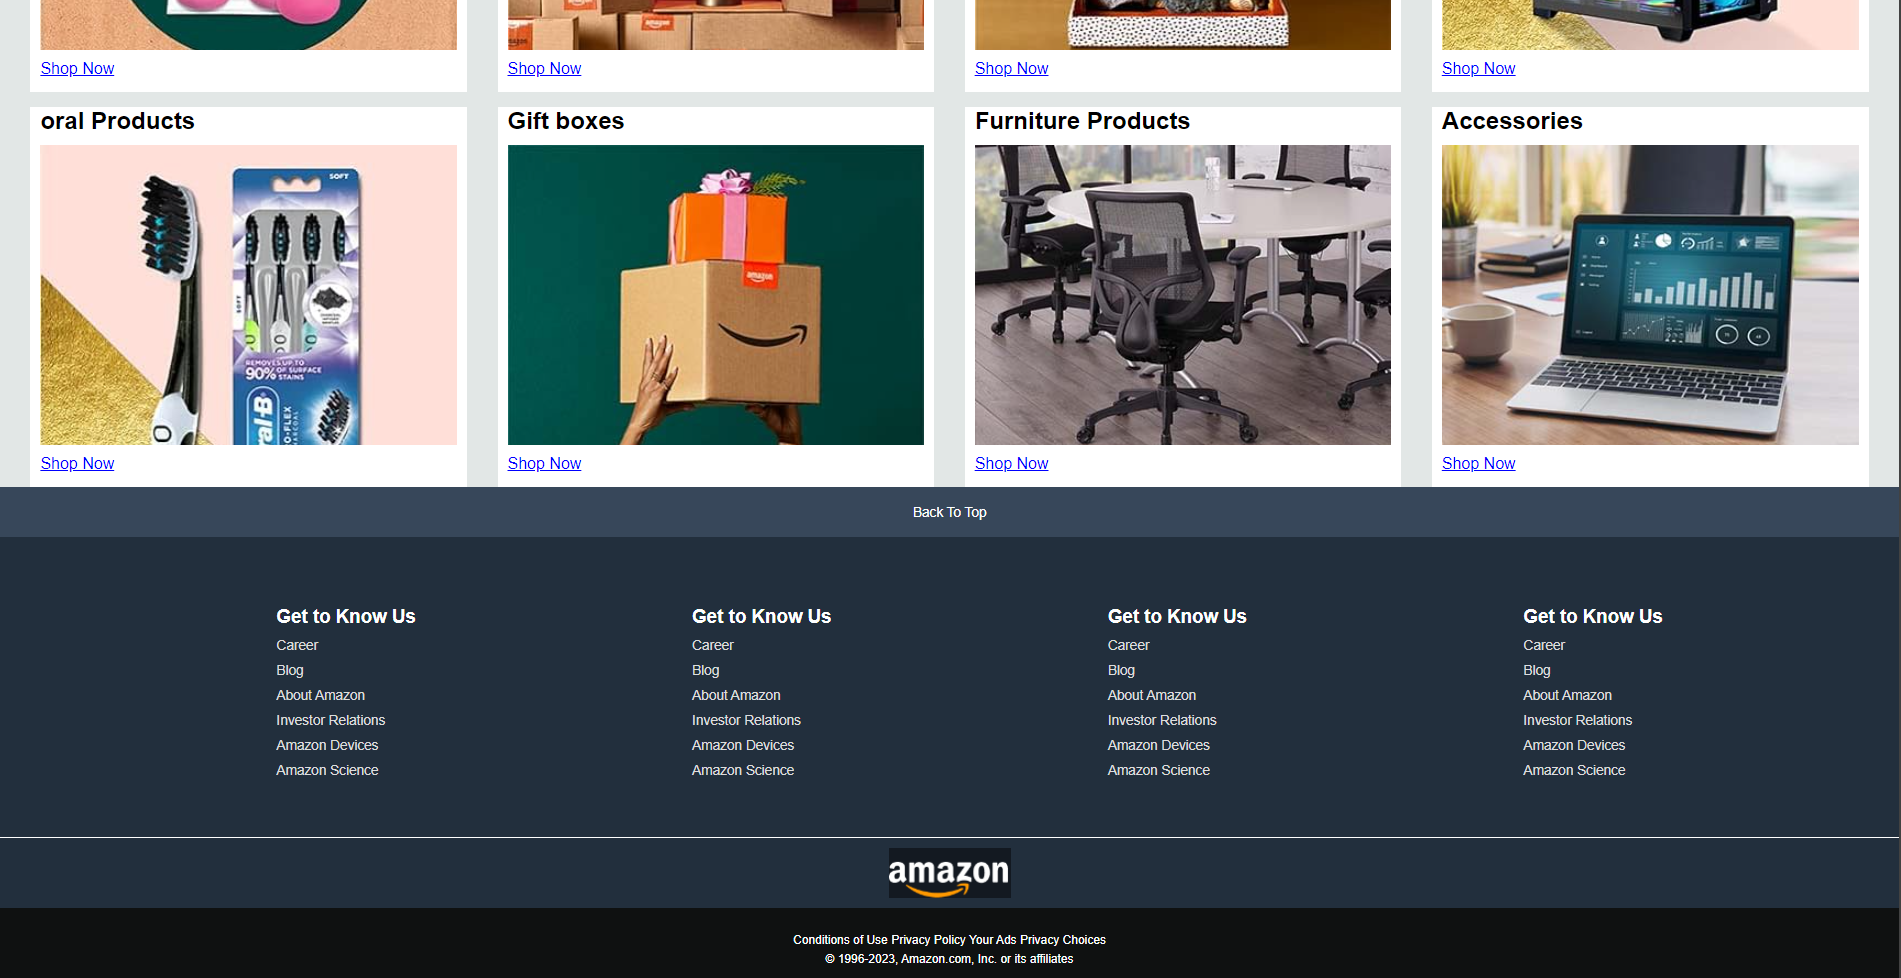 amazon
amazon
Shop Now
Shop Now
Shop Now
Shop Now
oral Products
Gift boxes
Furniture Products
Accessories
SOFT
SOFT
REMOVES UP TO
90% OF SURFACE
STAINS
amazon
Shop Now
Shop Now
Shop Now
Shop Now
Back To Top
Get to Know Us
Career
Blog
About Amazon
Investor Relations
Amazon Devices
Amazon Science
Get to Know Us
Career
Blog
About Amazon
Investor Relations
Amazon Devices
Amazon Science
Get to Know Us
Career
Blog
About Amazon
Investor Relations
Amazon Devices
Amazon Science
Get to Know Us
Career
Blog
About Amazon
Investor Relations
Amazon Devices
Amazon Science
amazon
Conditions of Use Privacy Policy Your Ads Privacy Choices
© 1996-2023, Amazon.com, Inc. or its affiliates